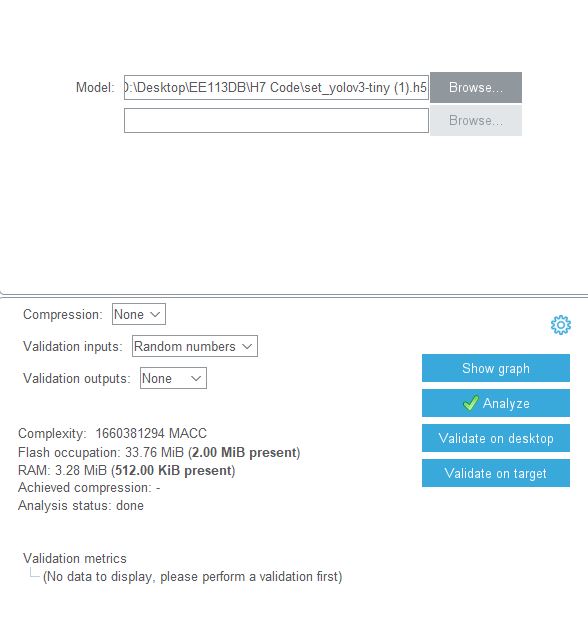 Model: ):\Desktop\EE113DB\H7 Code\set_yolov3-tiny (1).h5 Browse...
Browse...
Compression: None
Validation inputs: Random numbers
Validation outputs: None
Show graph
Analyze
Validate on desktop
Validate on target
Complexity: 1660381294 MACC
Flash occupation: 33.76 MiB (2.00 MiB present)
RAM: 3.28 MiB (512.00 KiB present)
Achieved compression: -
Analysis status: done
Validation metrics
(No data to display, please perform a validation first)